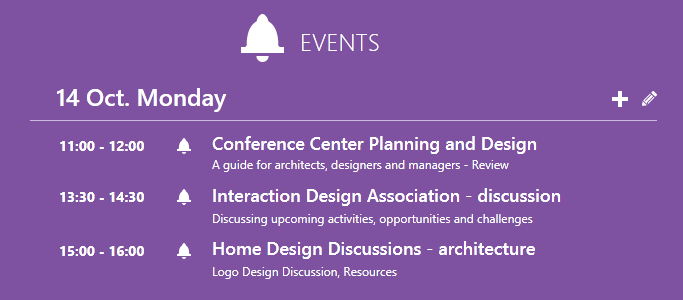 EVENTS
14 Oct. Monday
11:00 - 12:00 Conference Center Planning and Design
A guide for architects, designers and managers - Review
13:30 - 14:30 Interaction Design Association - discussion
Discussing upcoming activities, opportunities and challenges
15:00 - 16:00 Home Design Discussions - architecture
Logo Design Discussion, Resources